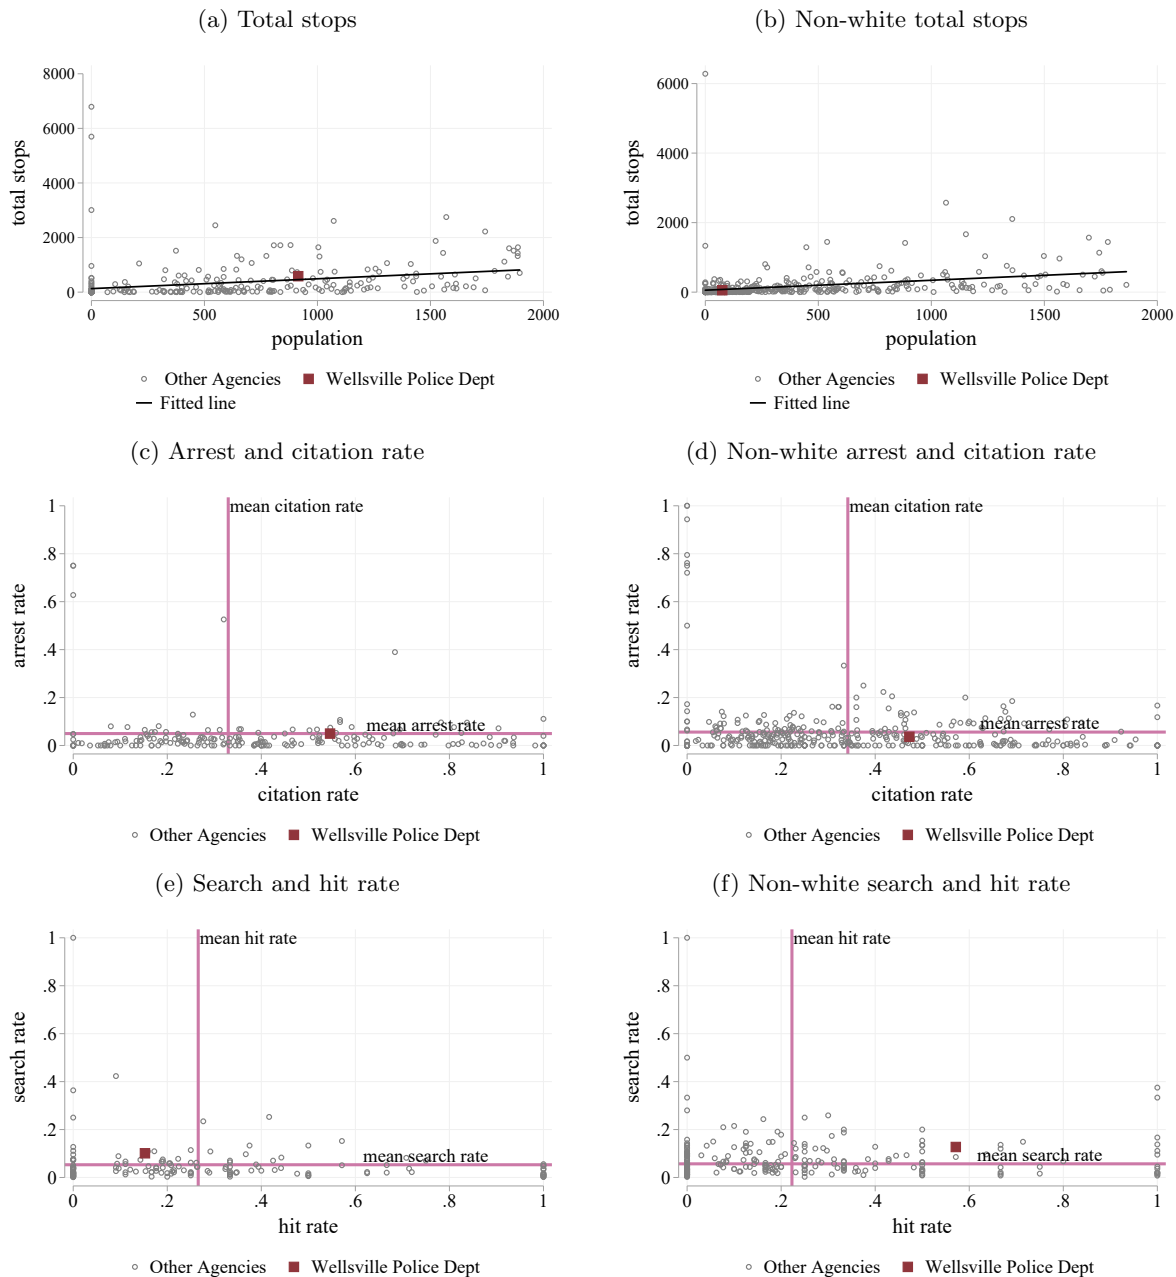 (a) Total stops
(b) Non-white total stops
8000
6000
4000
2000
0
total stops
0 500 1000 1500 2000
population
Other Agencies Wellsville Police Dept
Fitted line
6000
4000
2000
0
total stops
0 500 1000 1500 2000
population
Other Agencies Wellsville Police Dept
Fitted line
(c) Arrest and citation rate
(d) Non-white arrest and citation rate
1
.8
.6
.4
.2
0
arrest rate
mean citation rate
mean arrest rate
0 .2 .4 .6 .8 1
citation rate
Other Agencies Wellsville Police Dept
1
.8
.6
.4
.2
0
arrest rate
mean citation rate
mean arrest rate
0 .2 .4 .6 .8 1
citation rate
Other Agencies Wellsville Police Dept
(e) Search and hit rate
(f) Non-white search and hit rate
1
.8
.6
.4
.2
0
search rate
mean hit rate
mean search rate
0 .2 .4 .6 .8 1
hit rate
Other Agencies Wellsville Police Dept
1
.8
.6
.4
.2
0
search rate
mean hit rate
mean search rate
0 .2 .4 .6 .8 1
hit rate
Other Agencies Wellsville Police Dept